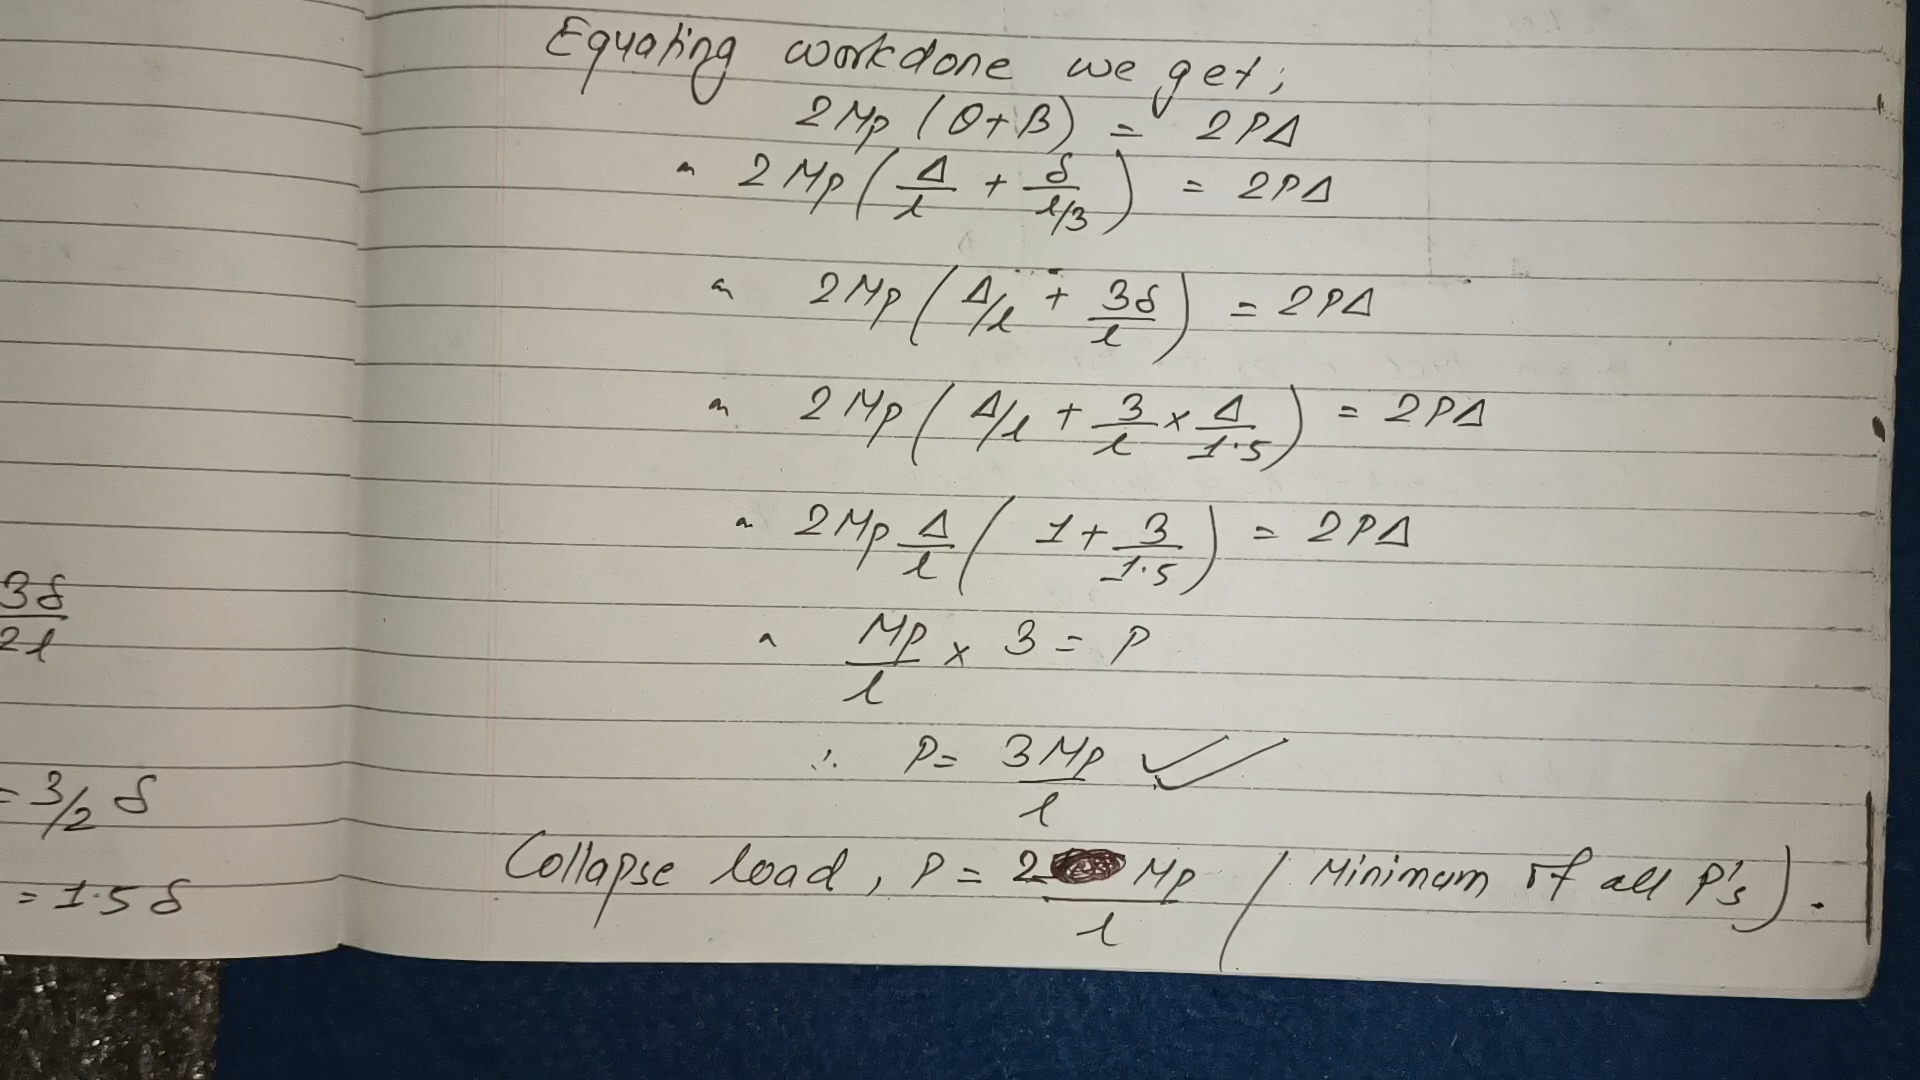 Equating workdone we get,
2Mp (θ+β) = 2PΔ
2Mp (Δ/l + δ/(l/3)) = 2PΔ
2Mp (Δ/l + 3δ/l) = 2PΔ
2Mp (Δ/l + 3/l × Δ/1.5) = 2PΔ
2Mp Δ/l (1 + 3/1.5) = 2PΔ
Mp/l × 3 = P
∴ P = 3Mp/l ✓✓
Collapse load, P = 2 Mp/l (Minimum of all P's).
3δ/2l
= 3/2 δ
= 1.5 δ